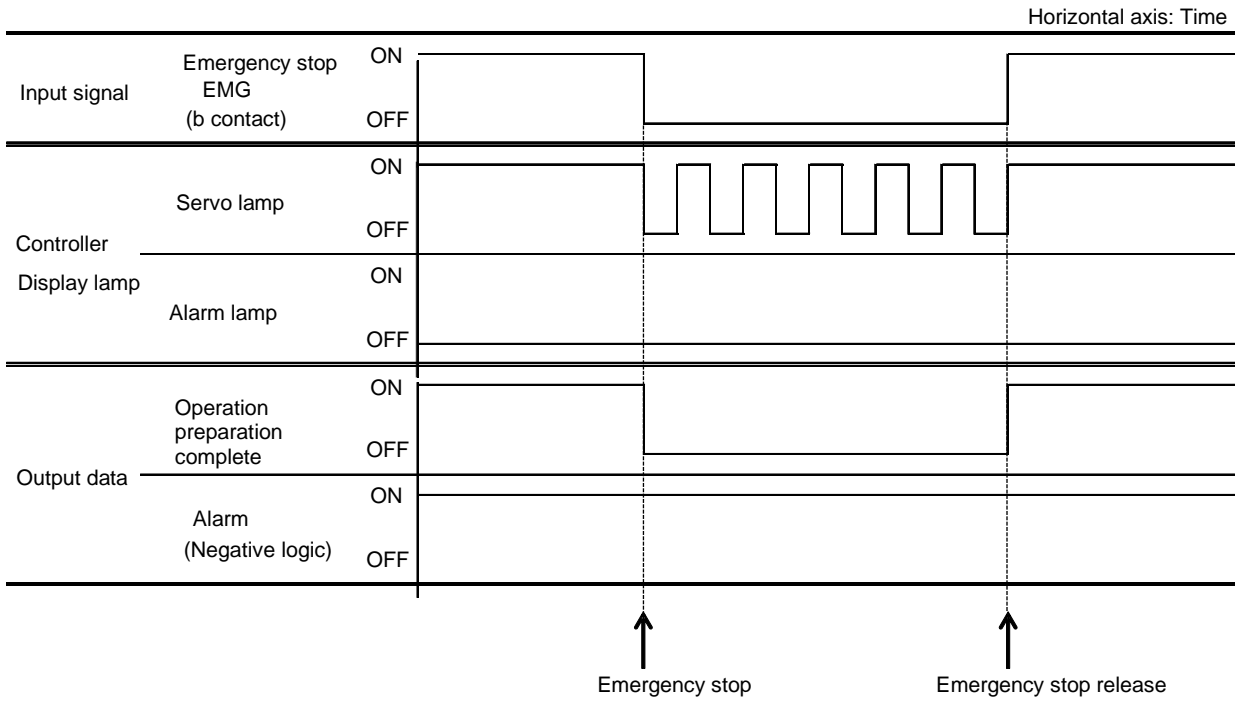 Horizontal axis: Time
Input signal
Emergency stop
EMG
(b contact)
ON
OFF
Controller
Display lamp
Servo lamp
ON
OFF
Alarm lamp
ON
OFF
Output data
Operation
preparation
complete
ON
OFF
Alarm
(Negative logic)
ON
OFF
Emergency stop
Emergency stop release